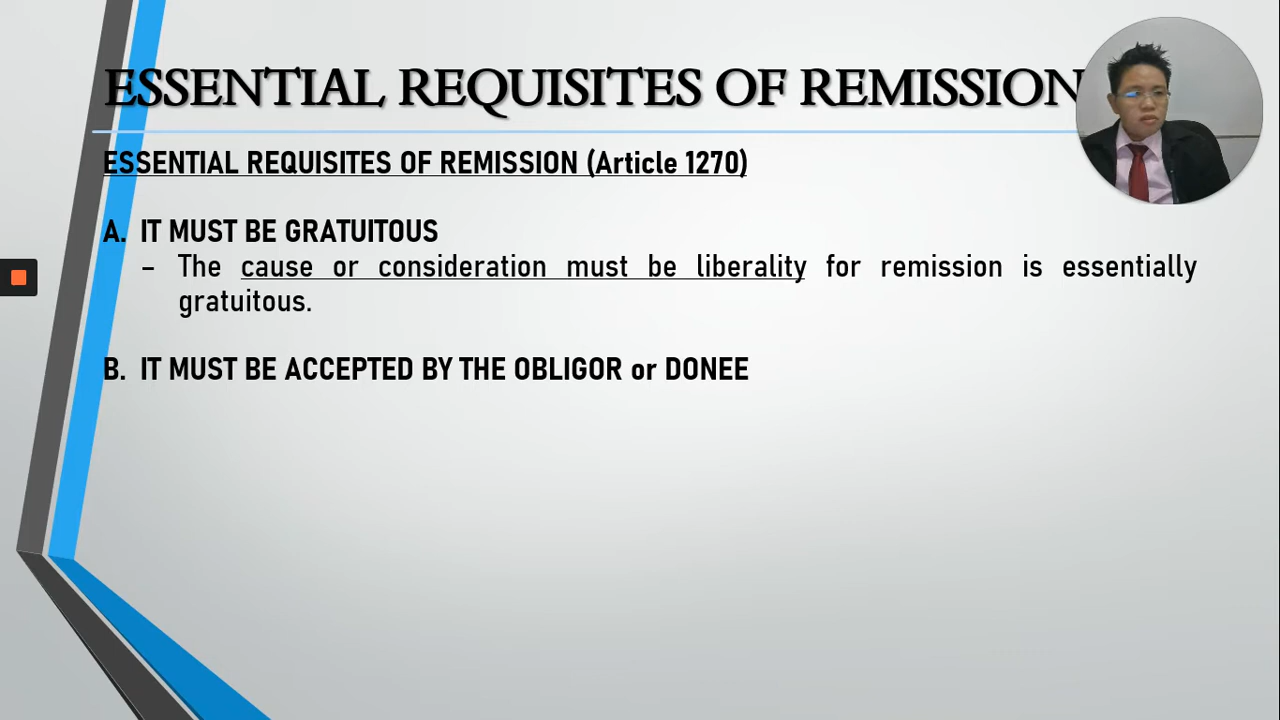 ESSENTIAL REQUISITES OF REMISSION
ESSENTIAL REQUISITES OF REMISSION (Article 1270)
A. IT MUST BE GRATUITOUS
– The cause or consideration must be liberality for remission is essentially
gratuitous.
B. IT MUST BE ACCEPTED BY THE OBLIGOR or DONEE